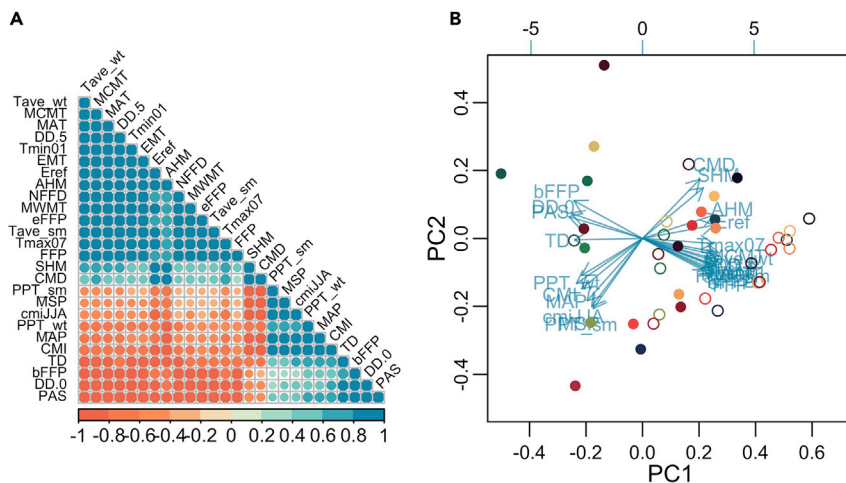 A
Tave_wt
MCMT
MAT
DD.5
Tmin01
EMT
Eref
AHM
NFFD
MWMT
eFFP
Tave_sm
Tmax07
FFP
SHM
CMD
PPT_sm
MSP
cmiJJA
PPT_wt
MAP
CMI
TD
bFFP
DD.0
PAS
Tave_wt
MCMT
MAT
DD.5
Tmin01
EMT
Eref
AHM
NFFD
MWMT
eFFP
Tave_sm
Tmax07
FFP
SHM
CMD
PPT_sm
MSP
cmiJJA
PPT_wt
MAP
CMI
TD
bFFP
DD.0
PAS
-1 -0.8 -0.6 -0.4 -0.2 0 0.2 0.4 0.6 0.8 1
B
-5 0 5
0.4
0.2
0.0
-0.2
-0.4
PC2
CMD
SHM
bFFP
DD.0
PAS
AHM
Eref
TD
Tmax07
MAP
cmiJJA
-0.4 -0.2 0.0 0.2 0.4 0.6
PC1